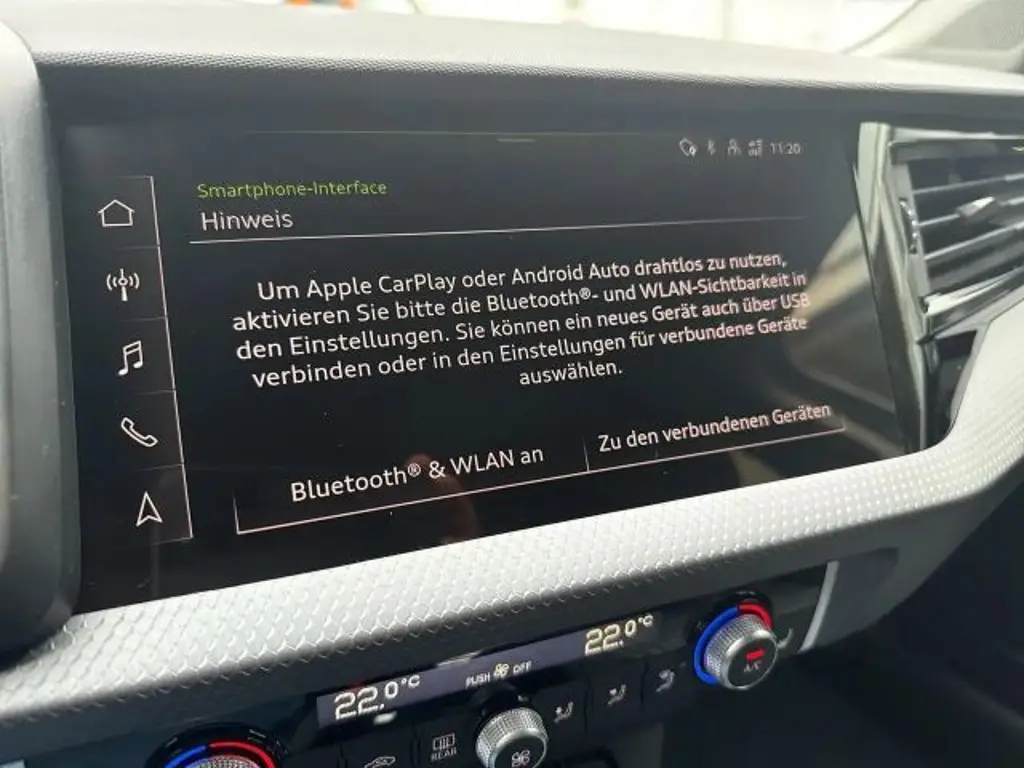 11:20
Smartphone-Interface
Hinweis
Um Apple CarPlay oder Android Auto drahtlos zu nutzen,
aktivieren Sie bitte die Bluetooth®- und WLAN-Sichtbarkeit in
den Einstellungen. Sie können ein neues Gerät auch über USB
verbinden oder in den Einstellungen für verbundene Geräte
auswählen.
Bluetooth® & WLAN an
Zu den verbundenen Geräten
22.0°C
PUSH OFF
22.0°C
A/C
REAR